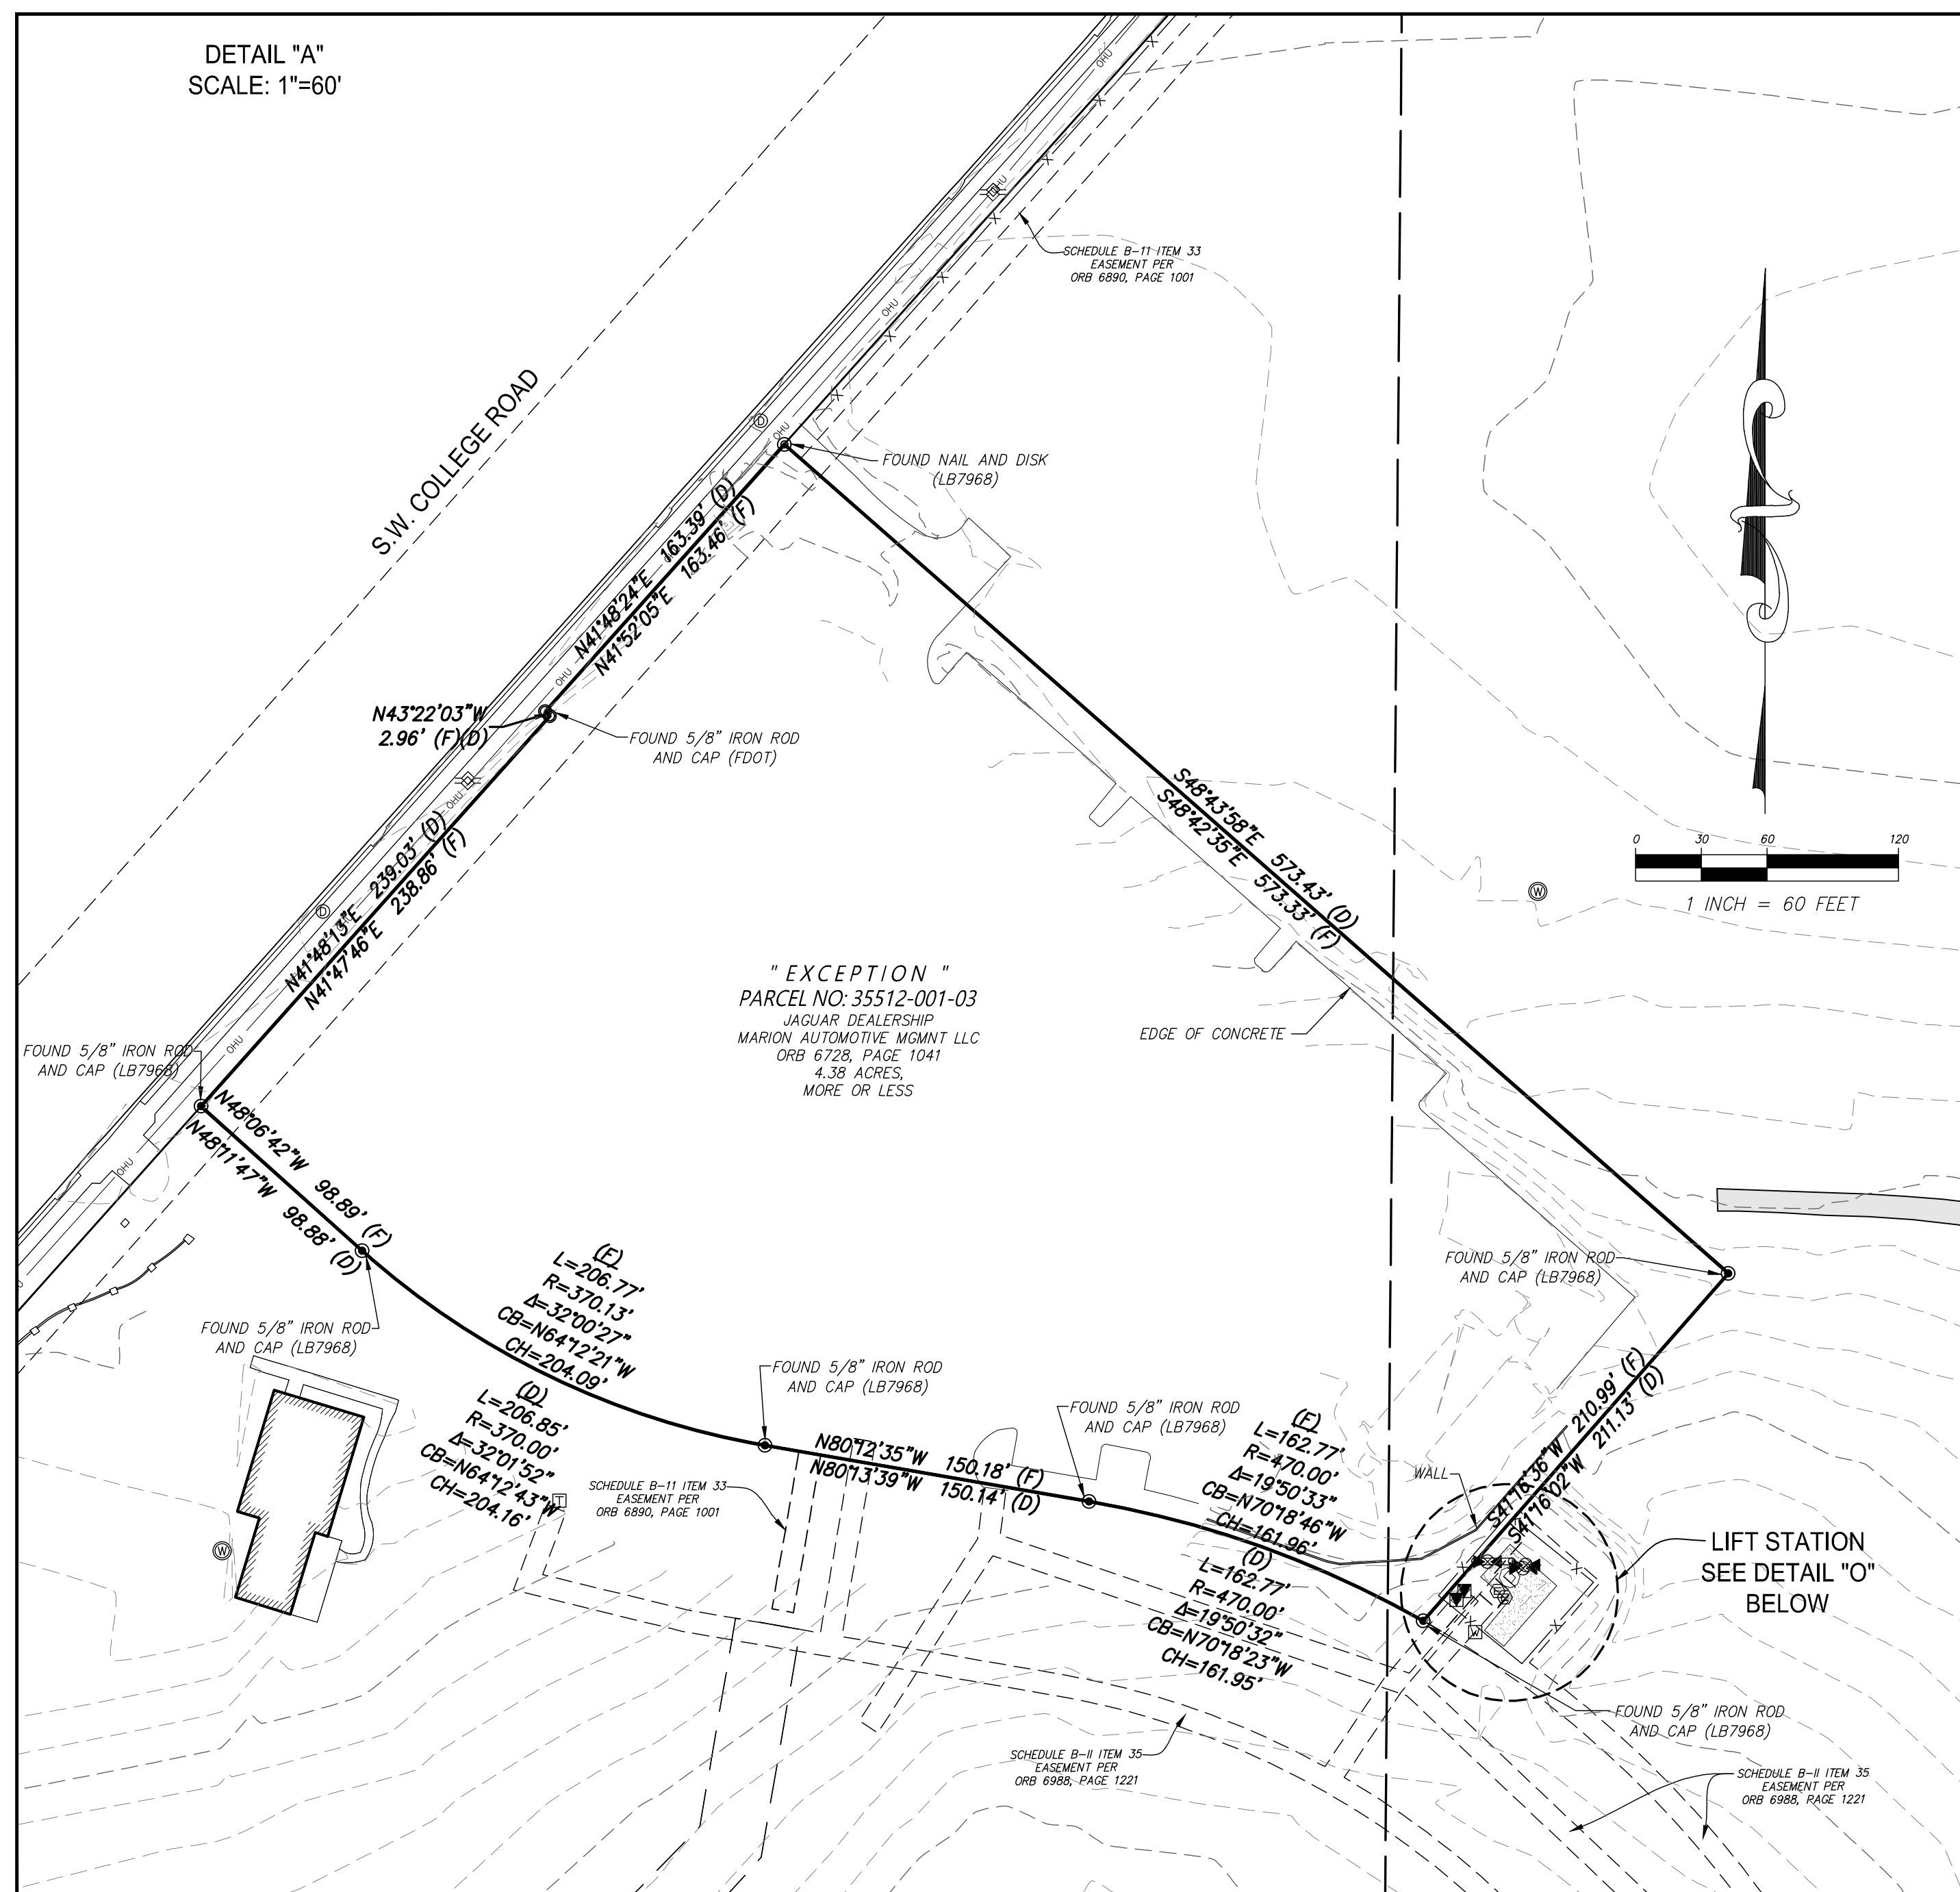 DETAIL "A"
SCALE: 1"=60'
OHU
OHU
SCHEDULE B-11 ITEM 33
EASEMENT PER
ORB 6890, PAGE 1001
OHU
S.W. COLLEGE ROAD
D
OHU
FOUND NAIL AND DISK
(LB7968)
N41°48'24"E 163.39' (D)
N41°52'05"E 163.46' (F)
OHU
N43°22'03"W
2.96' (F)(D)
FOUND 5/8" IRON ROD
AND CAP (FDOT)
OHU
S48°43'58"E 573.43' (D)
S48°42'35"E 573.33' (F)
0 30 60 120
1 INCH = 60 FEET
W
N41°48'13"E 239.03' (D)
N41°47'46"E 238.86' (F)
D
OHU
" EXCEPTION "
PARCEL NO: 35512-001-03
JAGUAR DEALERSHIP
MARION AUTOMOTIVE MGMNT LLC
ORB 6728, PAGE 1041
4.38 ACRES,
MORE OR LESS
EDGE OF CONCRETE
OHU
FOUND 5/8" IRON ROD
AND CAP (LB7968)
OHU
N48°06'42"W 98.89' (F)
N48°11'47"W 98.88' (D)
FOUND 5/8" IRON ROD
AND CAP (LB7968)
FOUND 5/8" IRON ROD
AND CAP (LB7968)
(F)
L=206.77'
R=370.13'
Δ=32°00'27"
CB=N64°12'21"W
CH=204.09'
(D)
L=206.85'
R=370.00'
Δ=32°01'52"
CB=N64°12'43"W
CH=204.16'
FOUND 5/8" IRON ROD
AND CAP (LB7968)
FOUND 5/8" IRON ROD
AND CAP (LB7968)
N80°12'35"W 150.18' (F)
N80°13'39"W 150.14' (D)
SCHEDULE B-11 ITEM 33
EASEMENT PER
ORB 6890, PAGE 1001
T
W
(F)
L=162.77'
R=470.00'
Δ=19°50'33"
CB=N70°18'46"W
CH=161.96'
(D)
L=162.77'
R=470.00'
Δ=19°50'32"
CB=N70°18'23"W
CH=161.95'
WALL
S41°16'36"W 210.99' (F)
S41°16'02"W 211.13' (D)
LIFT STATION
SEE DETAIL "O"
BELOW
W
FOUND 5/8" IRON ROD
AND CAP (LB7968)
SCHEDULE B-II ITEM 35
EASEMENT PER
ORB 6988, PAGE 1221
SCHEDULE B-II ITEM 35
EASEMENT PER
ORB 6988, PAGE 1221